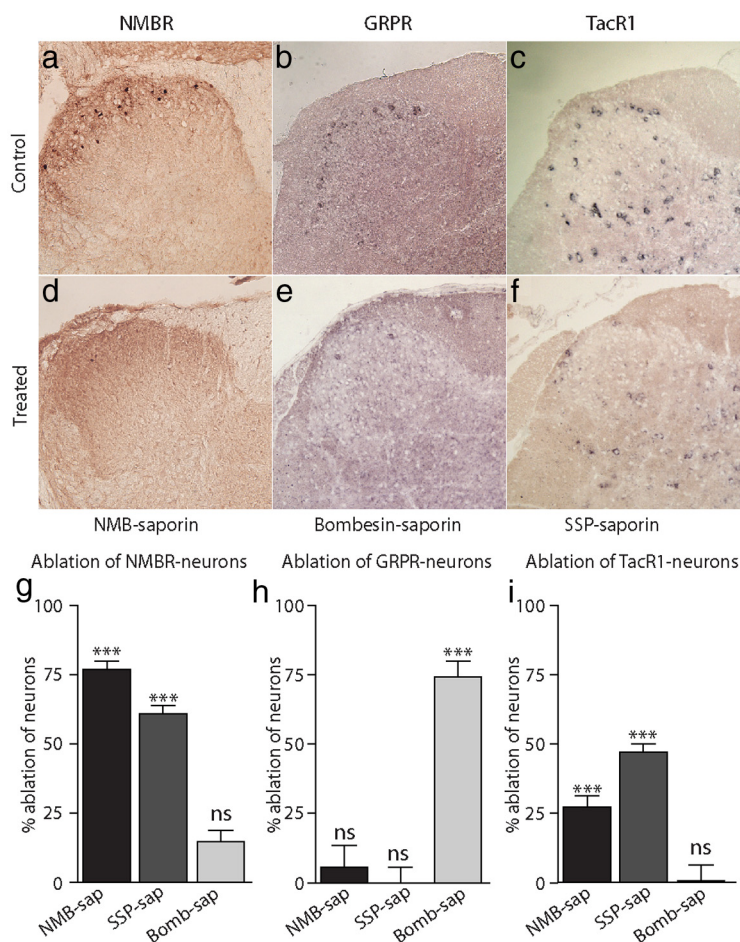 NMBR GRPR TacR1
a b c
Control
d e f
Treated
NMB-saporin Bombesin-saporin SSP-saporin
Ablation of NMBR-neurons Ablation of GRPR-neurons Ablation of TacR1-neurons
g h i
% ablation of neurons
100
75
50
25
0
***
***
ns
NMB-sap SSP-sap Bomb-sap
% ablation of neurons
100
75
50
25
0
ns
ns
***
NMB-sap SSP-sap Bomb-sap
% ablation of neurons
100
75
50
25
0
***
***
ns
NMB-sap SSP-sap Bomb-sap